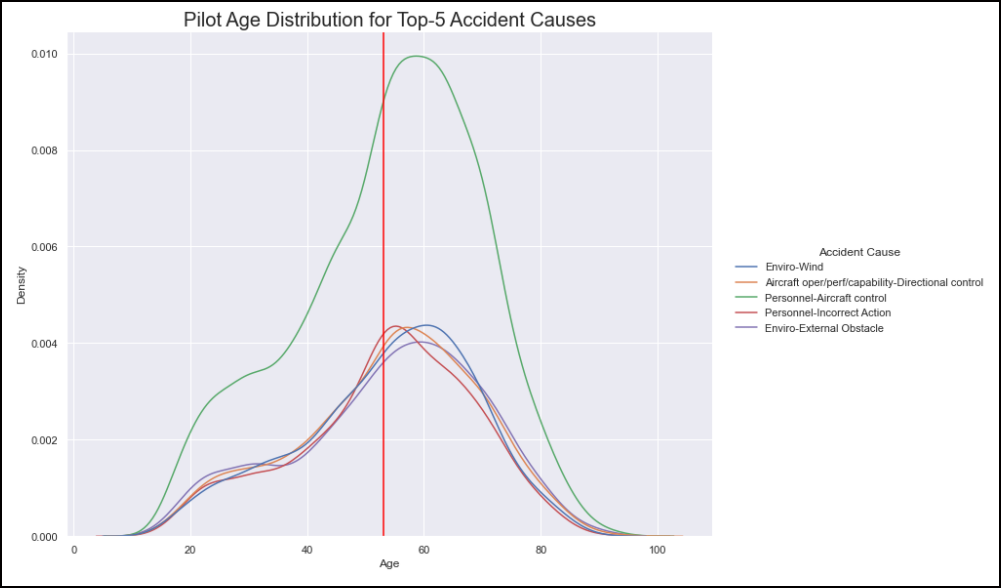 Pilot Age Distribution for Top-5 Accident Causes
0.010
0.008
0.006
0.004
0.002
0.000
Density
0
20
40
60
80
100
Age
Accident Cause
Enviro-Wind
Aircraft oper/perf/capability-Directional control
Personnel-Aircraft control
Personnel-Incorrect Action
Enviro-External Obstacle